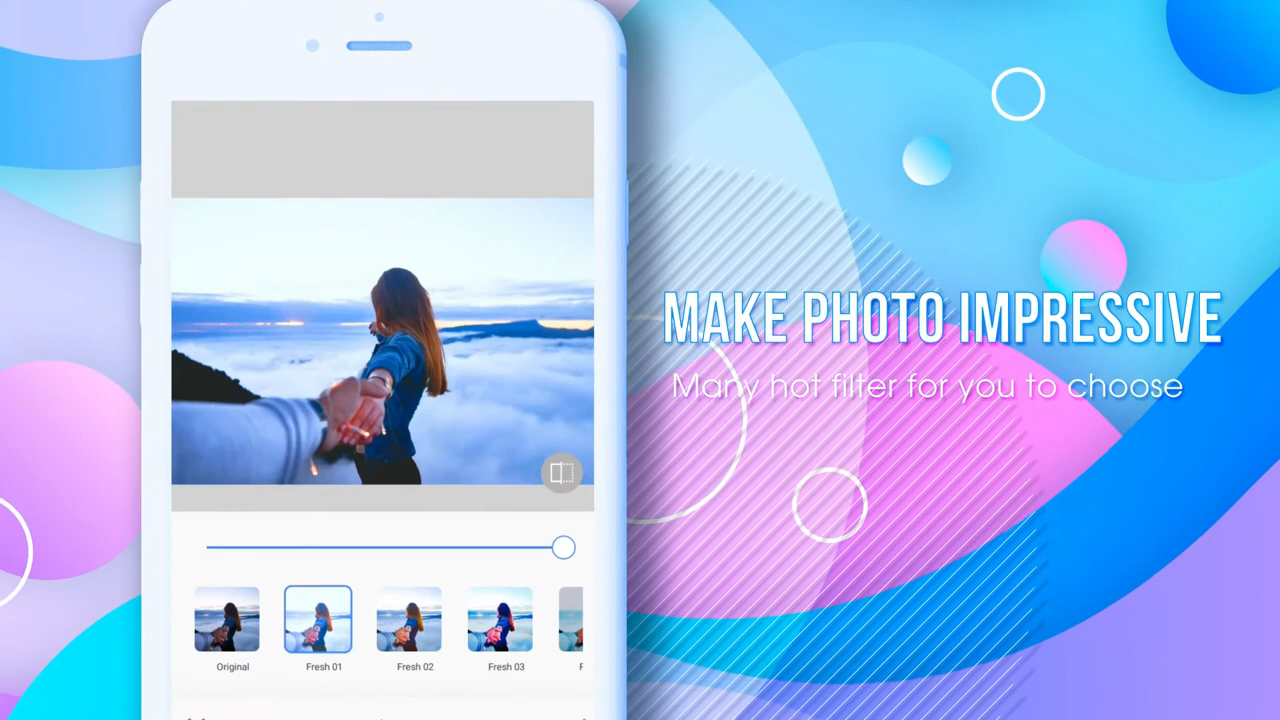 MAKE PHOTO IMPRESSIVE
Many hot filter for you to choose
Original
Fresh 01
Fresh 02
Fresh 03